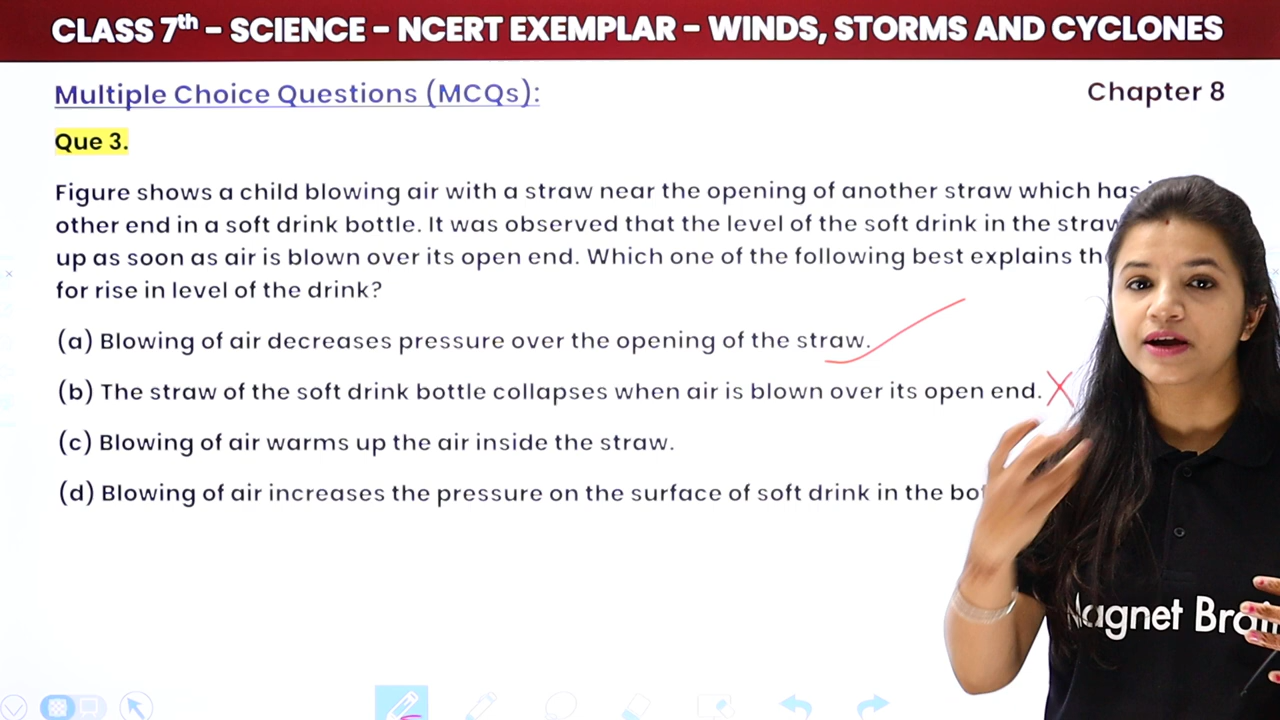 CLASS 7th – SCIENCE – NCERT EXEMPLAR – WINDS, STORMS AND CYCLONES
Multiple Choice Questions (MCQs):
Chapter 8
Que 3.
Figure shows a child blowing air with a straw near the opening of another straw which has
other end in a soft drink bottle. It was observed that the level of the soft drink in the straw
up as soon as air is blown over its open end. Which one of the following best explains
for rise in level of the drink?
(a) Blowing of air decreases pressure over the opening of the straw.
(b) The straw of the soft drink bottle collapses when air is blown over its open end.
(c) Blowing of air warms up the air inside the straw.
(d) Blowing of air increases the pressure on the surface of soft drink in the
Magnet